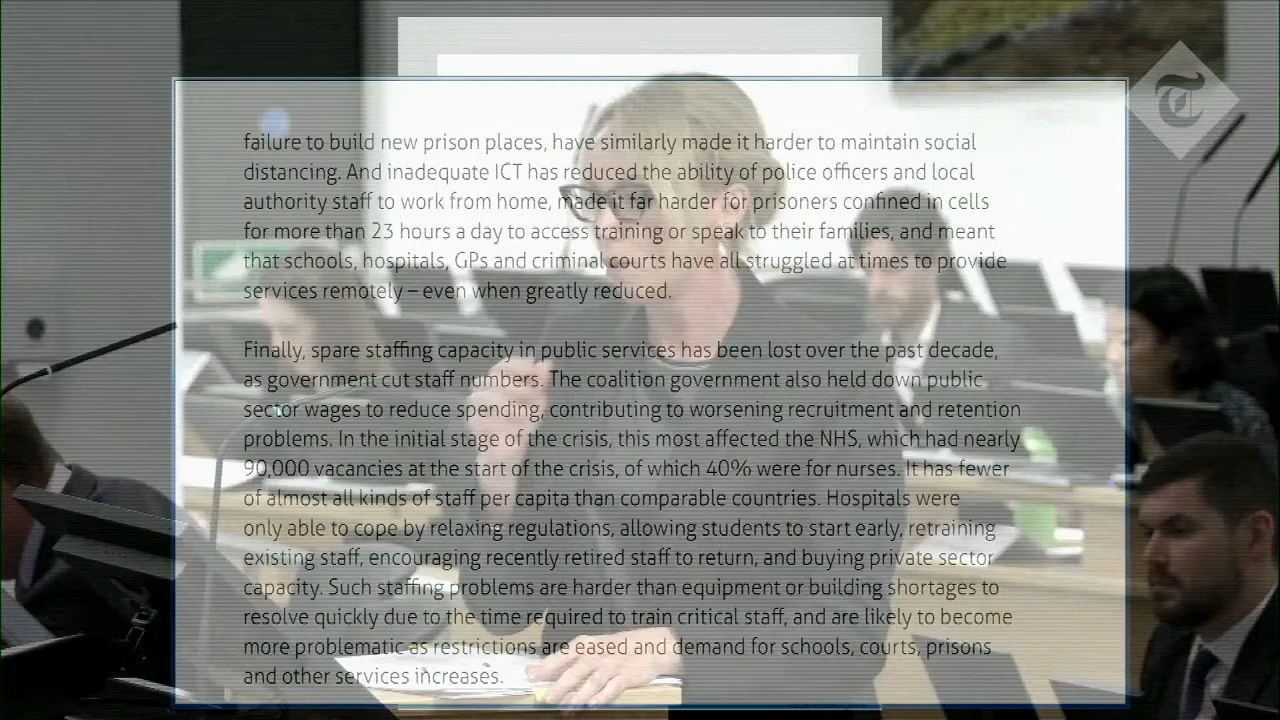 failure to build new prison places, have similarly made it harder to maintain social
distancing. And inadequate ICT has reduced the ability of police officers and local
authority staff to work from home, made it far harder for prisoners confined in cells
for more than 23 hours a day to access training or speak to their families, and meant
that schools, hospitals, GPs and criminal courts have all struggled at times to provide
services remotely – even when greatly reduced.
Finally, spare staffing capacity in public services has been lost over the past decade,
as government cut staff numbers. The coalition government also held down public
sector wages to reduce spending, contributing to worsening recruitment and retention
problems. In the initial stage of the crisis, this most affected the NHS, which had nearly
90,000 vacancies at the start of the crisis, of which 40% were for nurses. It has fewer
of almost all kinds of staff per capita than comparable countries. Hospitals were
only able to cope by relaxing regulations, allowing students to start early, retraining
existing staff, encouraging recently retired staff to return, and buying private sector
capacity. Such staffing problems are harder than equipment or building shortages to
resolve quickly due to the time required to train critical staff, and are likely to become
more problematic as restrictions are eased and demand for schools, courts, prisons
and other services increases.
T